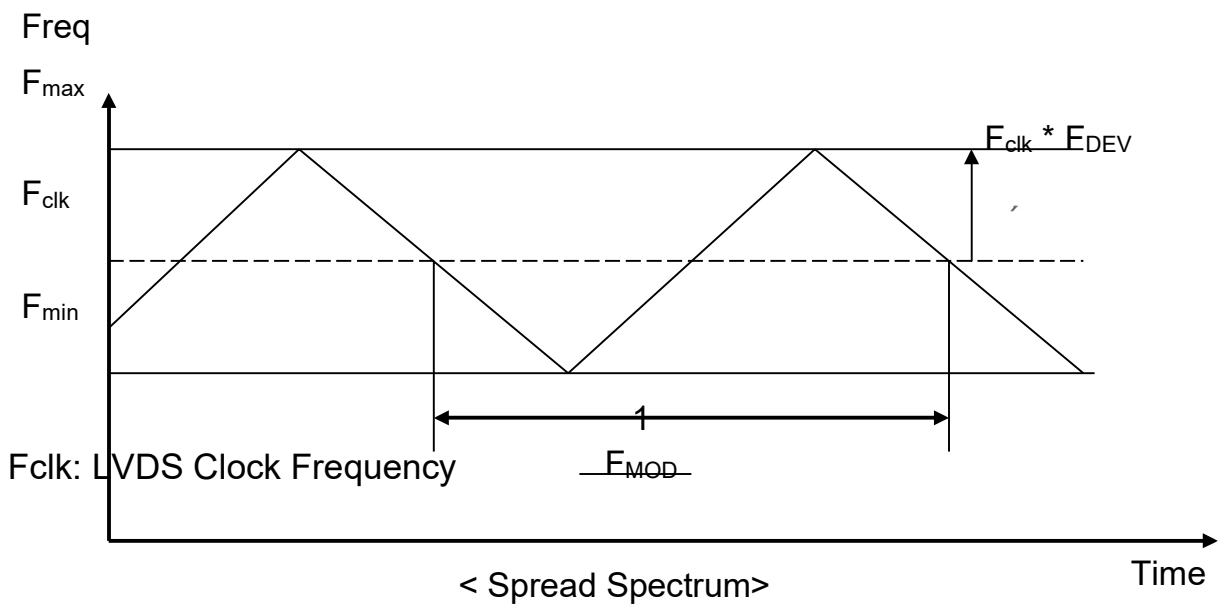 Freq
Fmax
Fclk * FDEV
Fclk
Fmin
1
FMOD
Fclk: LVDS Clock Frequency
Time
< Spread Spectrum>